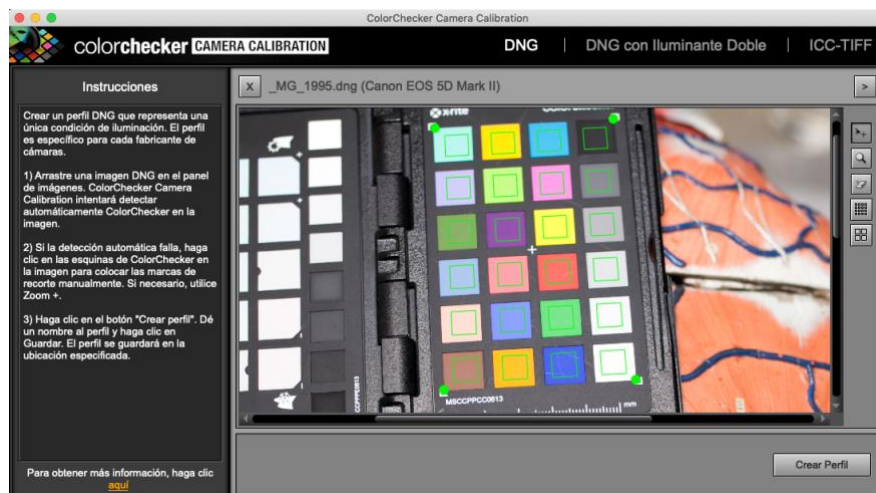 ColorChecker Camera Calibration
colorchecker CAMERA CALIBRATION
DNG | DNG con Iluminante Doble | ICC-TIFF
Instrucciones
Crear un perfil DNG que representa una
única condición de iluminación. El perfil
es específico para cada fabricante de
cámaras.
1) Arrastre una imagen DNG en el panel
de imágenes. ColorChecker Camera
Calibration intentará detectar
automáticamente ColorChecker en la
imagen.
2) Si la detección automática falla, haga
clic en las esquinas de ColorChecker en
la imagen para colocar las marcas de
recorte manualmente. Si necesario, utilice
Zoom +.
3) Haga clic en el botón "Crear perfil". Dé
un nombre al perfil y haga clic en
Guardar. El perfil se guardará en la
ubicación especificada.
Para obtener más información, haga clic
aquí
X _MG_1995.dng (Canon EOS 5D Mark II) >
x-rite
MSCCPPCC0613
mm
Crear Perfil